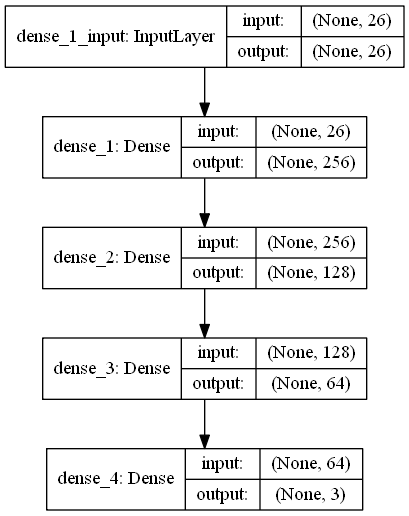 dense_1_input: InputLayer
input: (None, 26)
output: (None, 26)
dense_1: Dense
input: (None, 26)
output: (None, 256)
dense_2: Dense
input: (None, 256)
output: (None, 128)
dense_3: Dense
input: (None, 128)
output: (None, 64)
dense_4: Dense
input: (None, 64)
output: (None, 3)